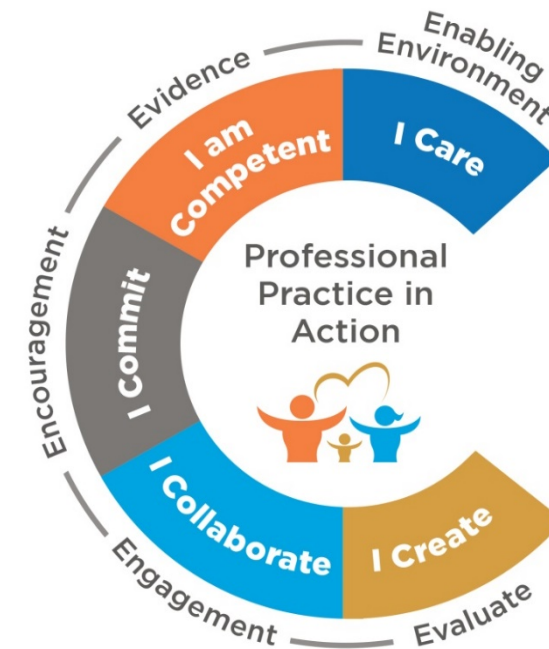 Enabling
Environment
I Care
Evidence
I am
Competent
Encouragement
I Commit
Engagement
I Collaborate
Evaluate
I Create
Professional
Practice in
Action